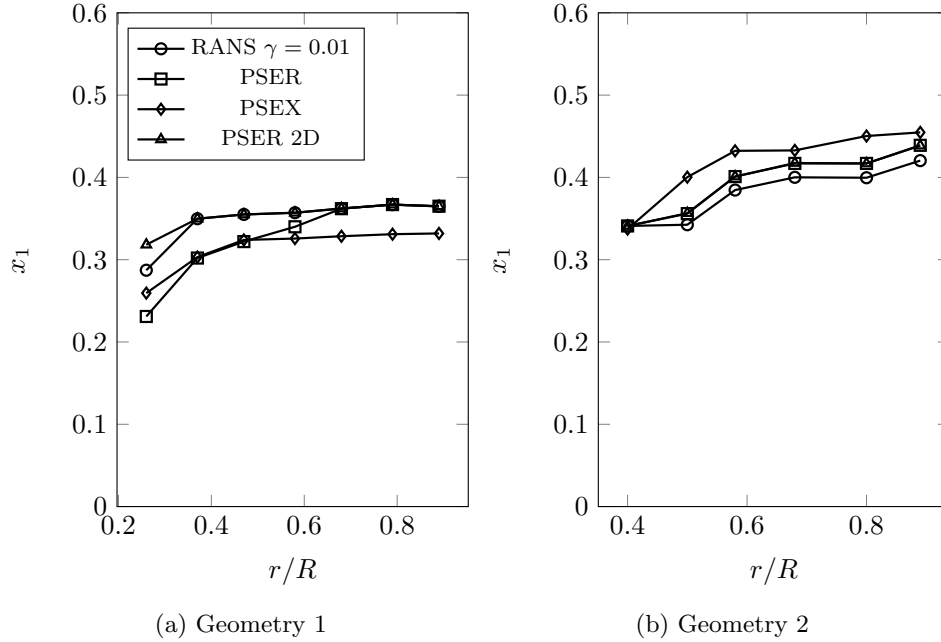 0.6
0.5
0.4
0.3
0.2
0.1
0
x₁
RANS γ = 0.01
PSER
PSEX
PSER 2D
0.2 0.4 0.6 0.8
r/R
(a) Geometry 1
0.6
0.5
0.4
0.3
0.2
0.1
0
x₁
0.4 0.6 0.8
r/R
(b) Geometry 2